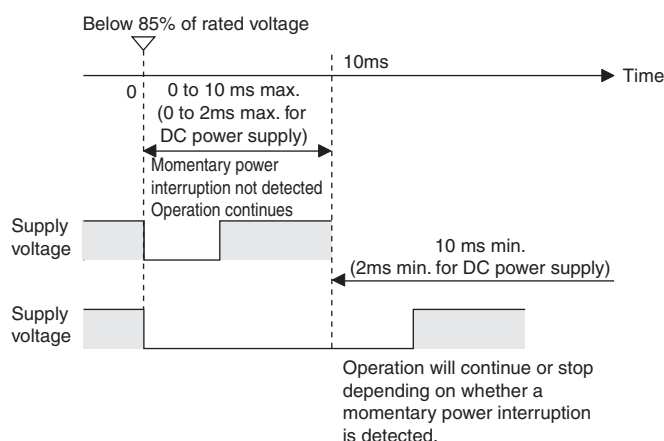 Below 85% of rated voltage
10ms
Time
0
0 to 10 ms max.
(0 to 2ms max. for
DC power supply)
Momentary power
interruption not detected
Operation continues
Supply
voltage
10 ms min.
(2ms min. for DC power supply)
Supply
voltage
Operation will continue or stop
depending on whether a
momentary power interruption
is detected.